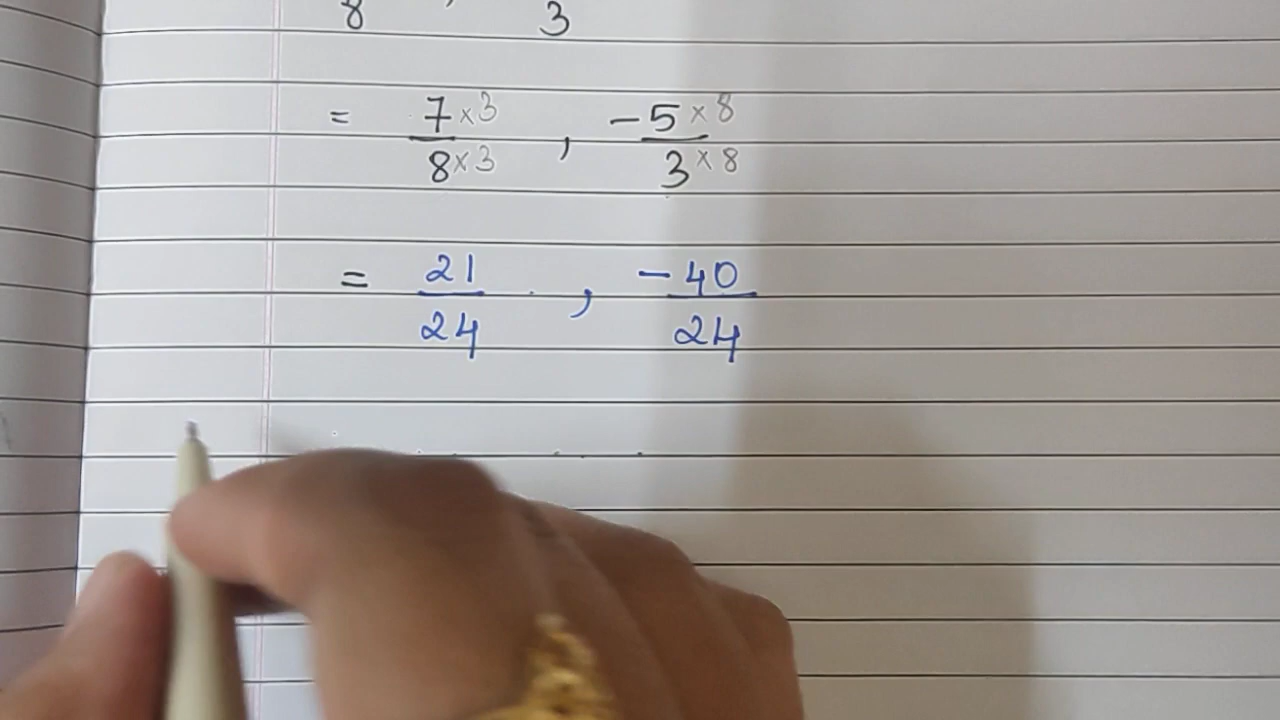 8 , 3
= 7×3 , -5×8
8×3 3×8
= 21 , -40
24 24